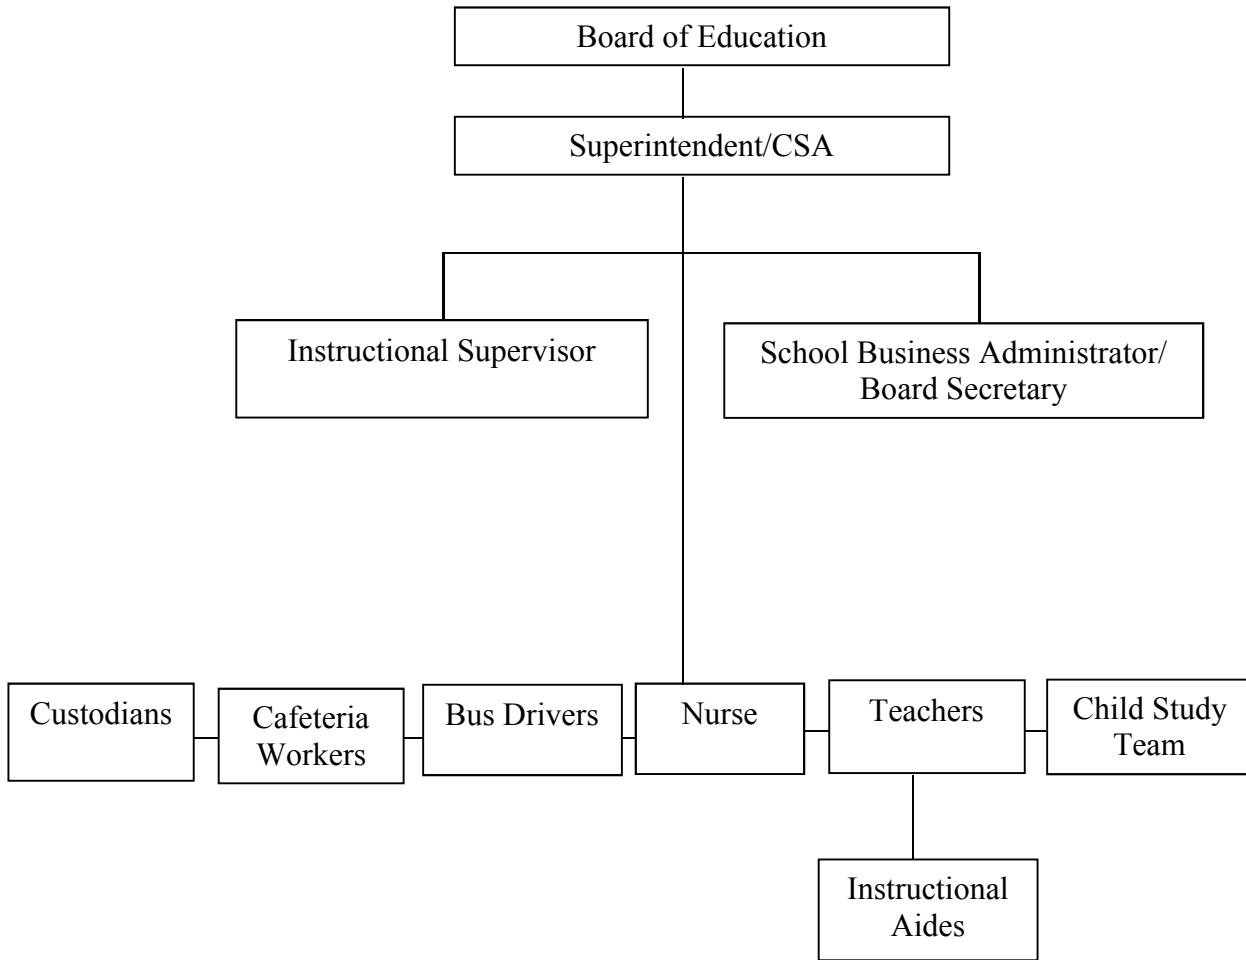 Board of Education
Superintendent/CSA
Instructional Supervisor
School Business Administrator/
Board Secretary
Custodians
Cafeteria
Workers
Bus Drivers
Nurse
Teachers
Child Study
Team
Instructional
Aides